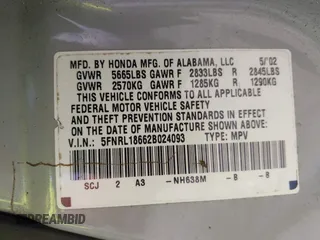 MFD. BY HONDA MFG. OF ALABAMA, LLC 5/02
GVWR 5665LBS GAWR F 2833LBS R 2845LBS
GVWR 2570KG GAWR F 1285KG R 1290KG
THIS VEHICLE CONFORMS TO ALL APPLICABLE
FEDERAL MOTOR VEHICLE SAFETY
AND THEFT PREVENTION STANDARDS IN EFFECT
ON THE DATE OF MANUFACTURE SHOWN ABOVE.
V.I.N.: 5FNRL18662B024093 TYPE: MPV
SCJ 2 A3 -NH638M -B -B